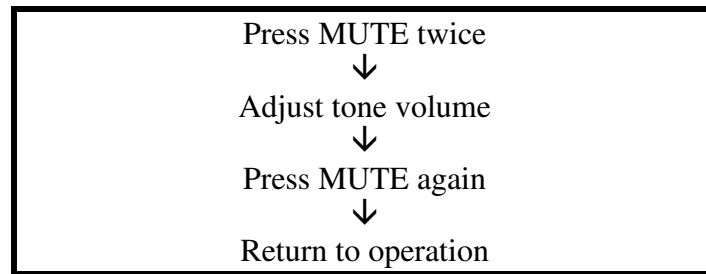 Press MUTE twice
↓
Adjust tone volume
↓
Press MUTE again
↓
Return to operation